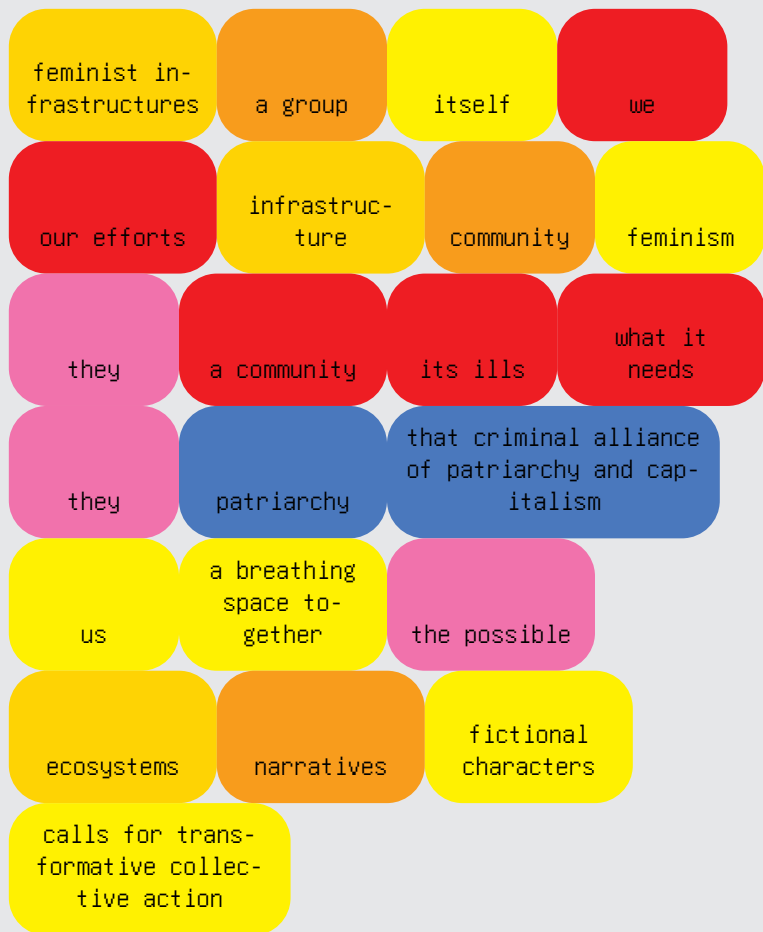 feminist in-
frastructures
a group
itself
we
our efforts
infrastruc-
ture
community
feminism
they
a community
its ills
what it
needs
they
patriarchy
that criminal alliance
of patriarchy and cap-
italism
us
a breathing
space to-
gether
the possible
ecosystems
narratives
fictional
characters
calls for trans-
formative collec-
tive action